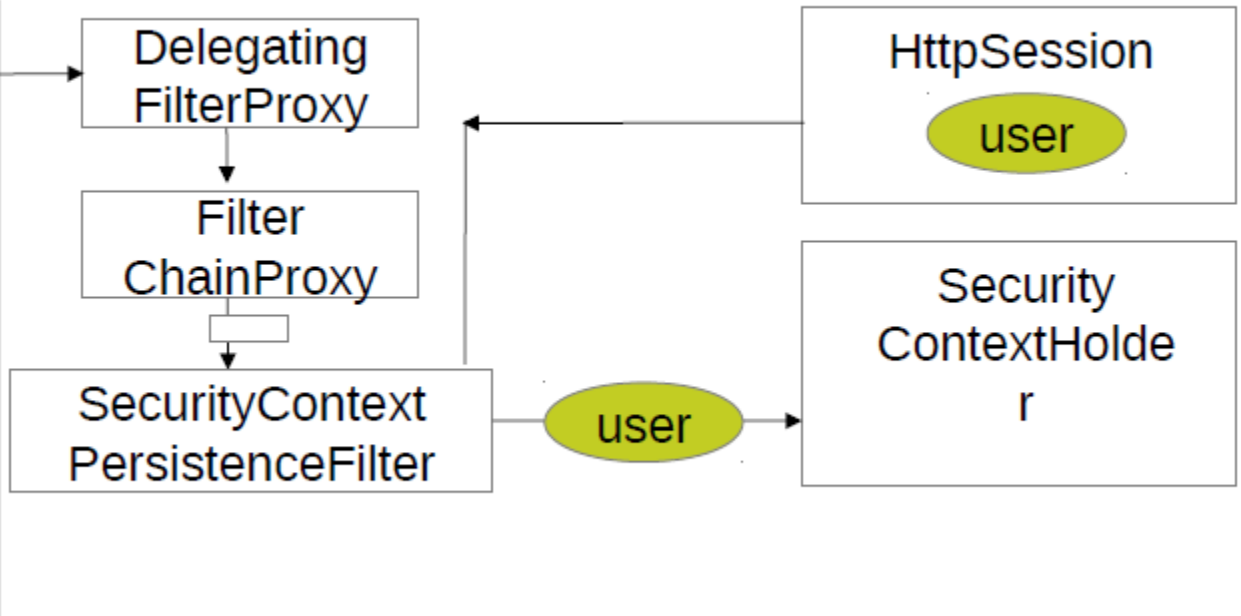 Delegating
FilterProxy
HttpSession
user
Filter
ChainProxy
Security
ContextHolde
r
SecurityContext
PersistenceFilter
user